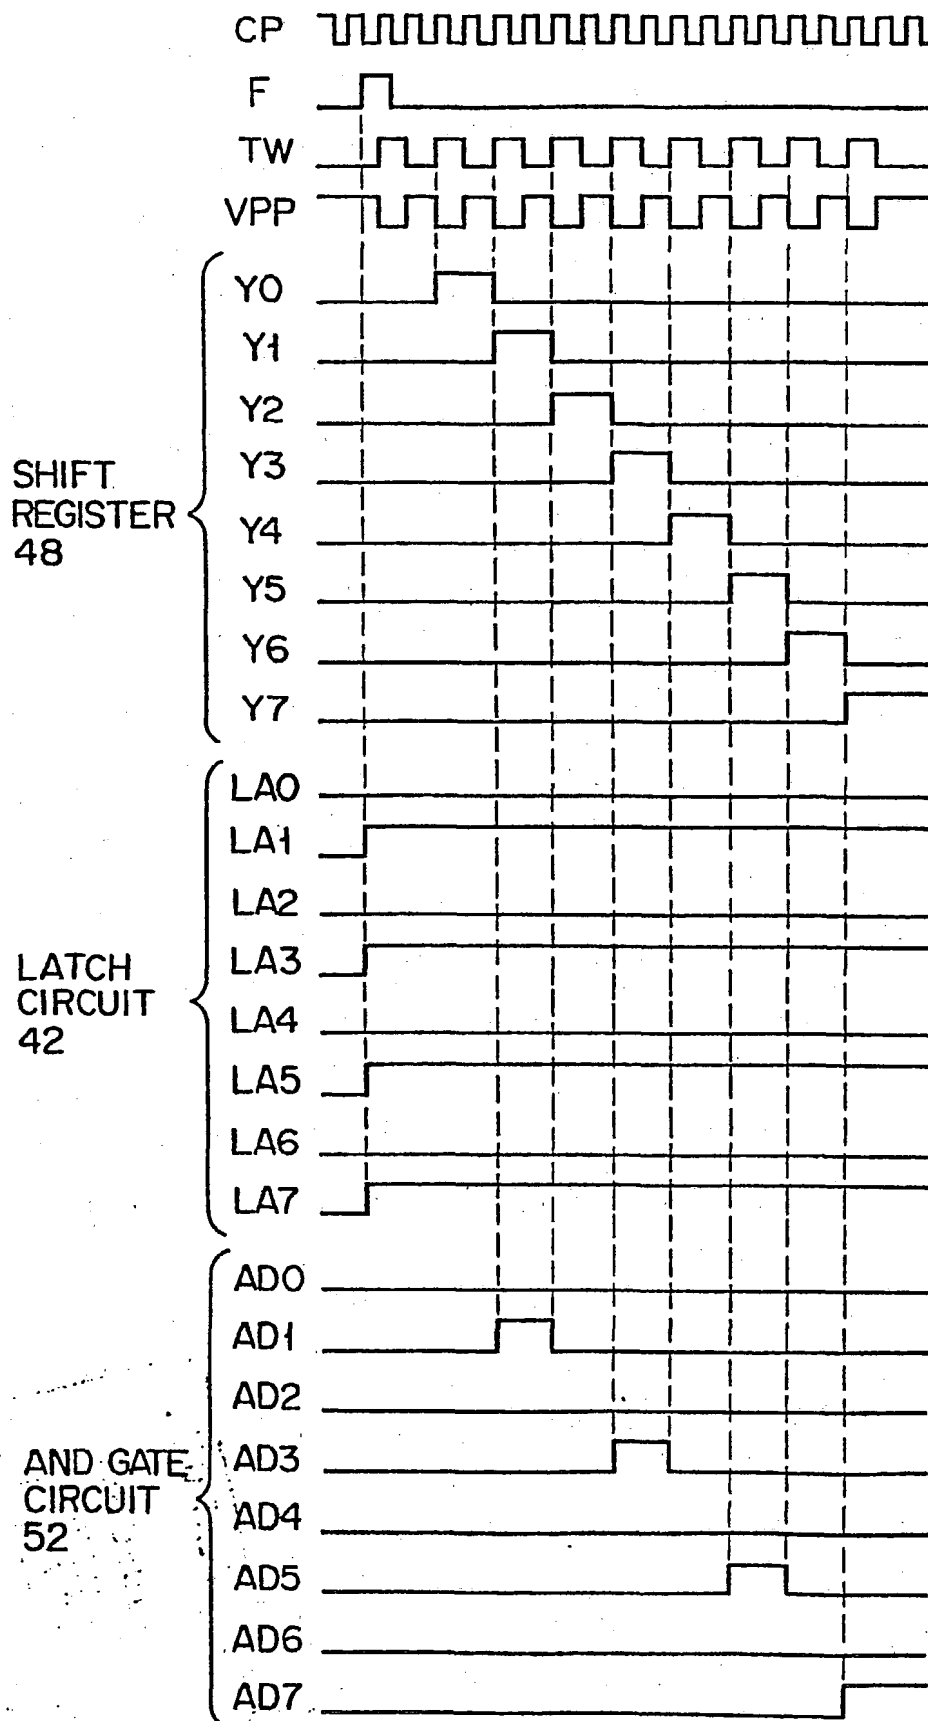 CP
F
TW
VPP
SHIFT
REGISTER
48
Y0
Y1
Y2
Y3
Y4
Y5
Y6
Y7
LATCH
CIRCUIT
42
LA0
LA1
LA2
LA3
LA4
LA5
LA6
LA7
AND GATE
CIRCUIT
52
AD0
AD1
AD2
AD3
AD4
AD5
AD6
AD7